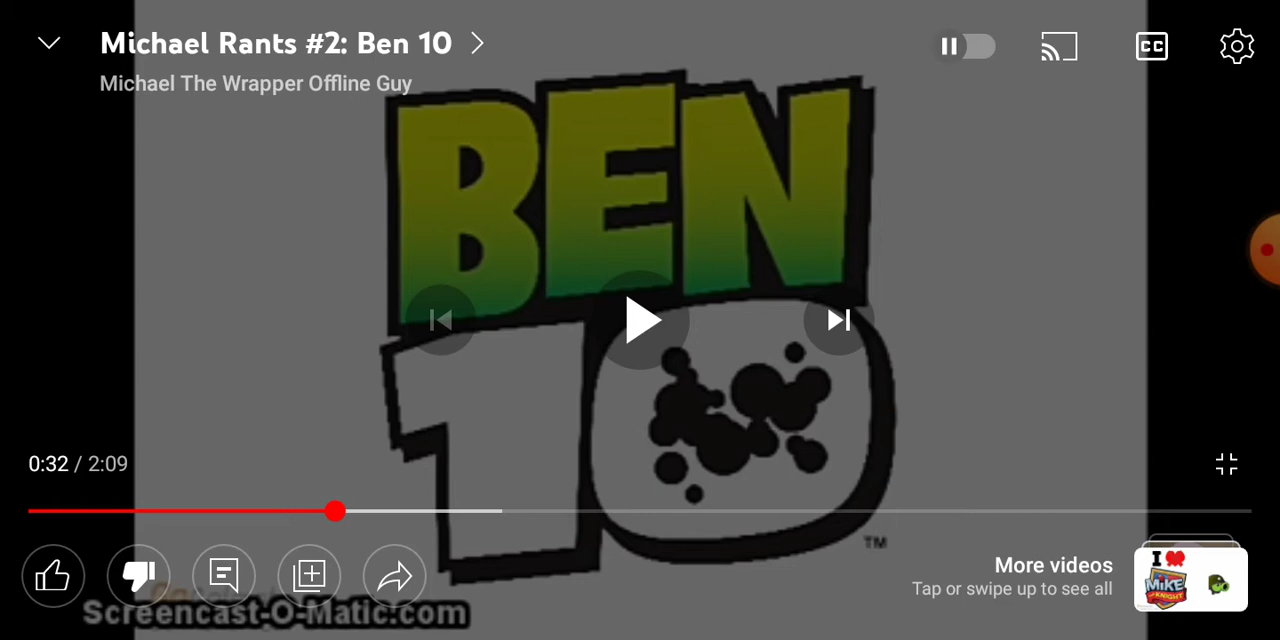 Michael Rants #2: Ben 10
Michael The Wrapper Offline Guy
CC
BEN
10
TM
0:32 / 2:09
More videos
Tap or swipe up to see all
I
MIKE
KNIGHT
Screencast-O-Matic.com